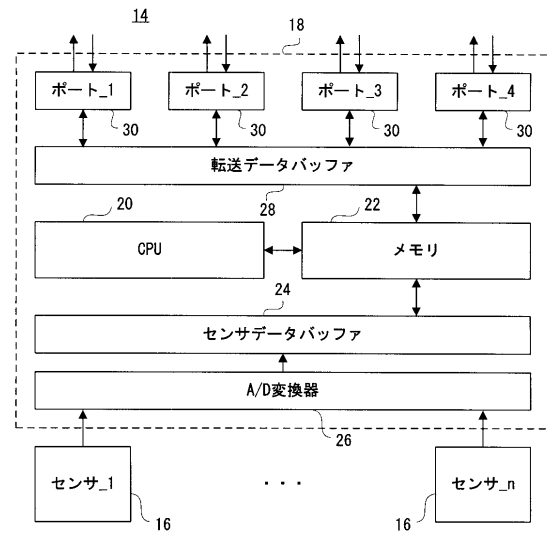 14
18
ポート_1
ポート_2
ポート_3
ポート_4
30
30
30
30
転送データバッファ
28
20
22
CPU
メモリ
24
センサデータバッファ
A/D変換器
26
センサ_1
・・・
センサ_n
16
16